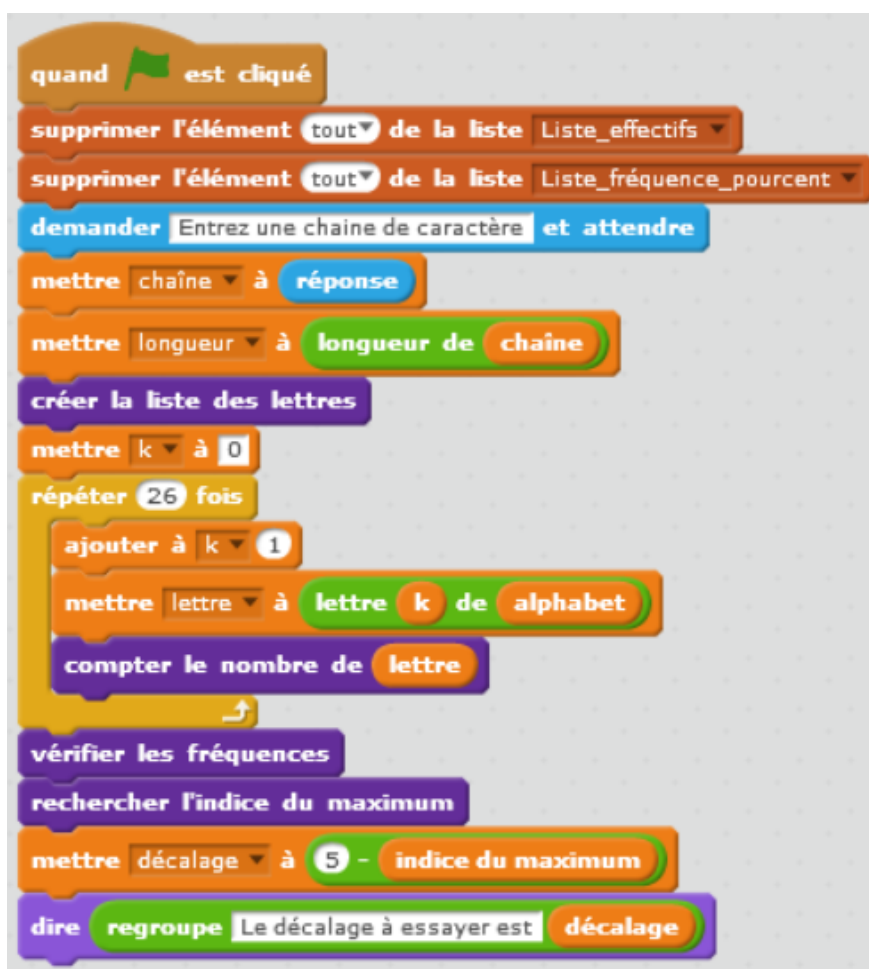 quand est cliqué
supprimer l'élément tout de la liste Liste_effectifs
supprimer l'élément tout de la liste Liste_fréquence_pourcent
demander Entrez une chaine de caractère et attendre
mettre chaîne à réponse
mettre longueur à longueur de chaîne
créer la liste des lettres
mettre k à 0
répéter 26 fois
ajouter à k 1
mettre lettre à lettre k de alphabet
compter le nombre de lettre
vérifier les fréquences
rechercher l'indice du maximum
mettre décalage à 5 - indice du maximum
dire regroupe Le décalage à essayer est décalage